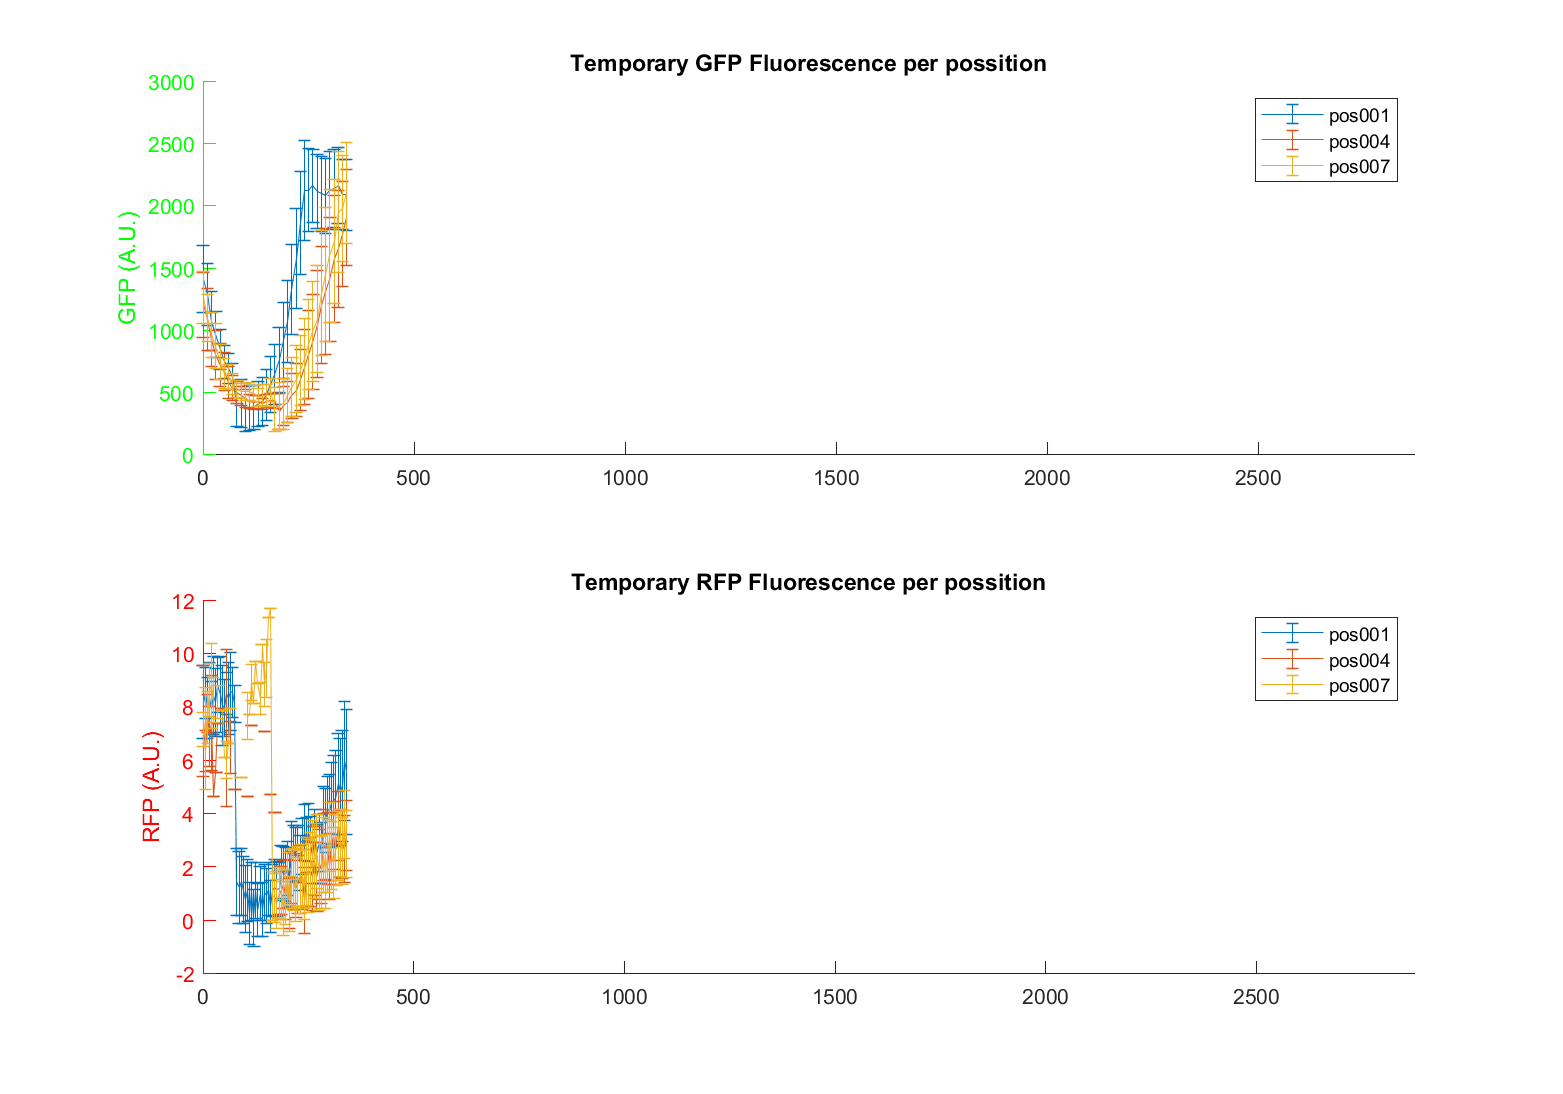 Temporary GFP Fluorescence per possition
3000
2500
2000
1500
1000
500
0
GFP (A.U.)
0 500 1000 1500 2000 2500
pos001
pos004
pos007
Temporary RFP Fluorescence per possition
12
10
8
6
4
2
0
-2
RFP (A.U.)
0 500 1000 1500 2000 2500
pos001
pos004
pos007